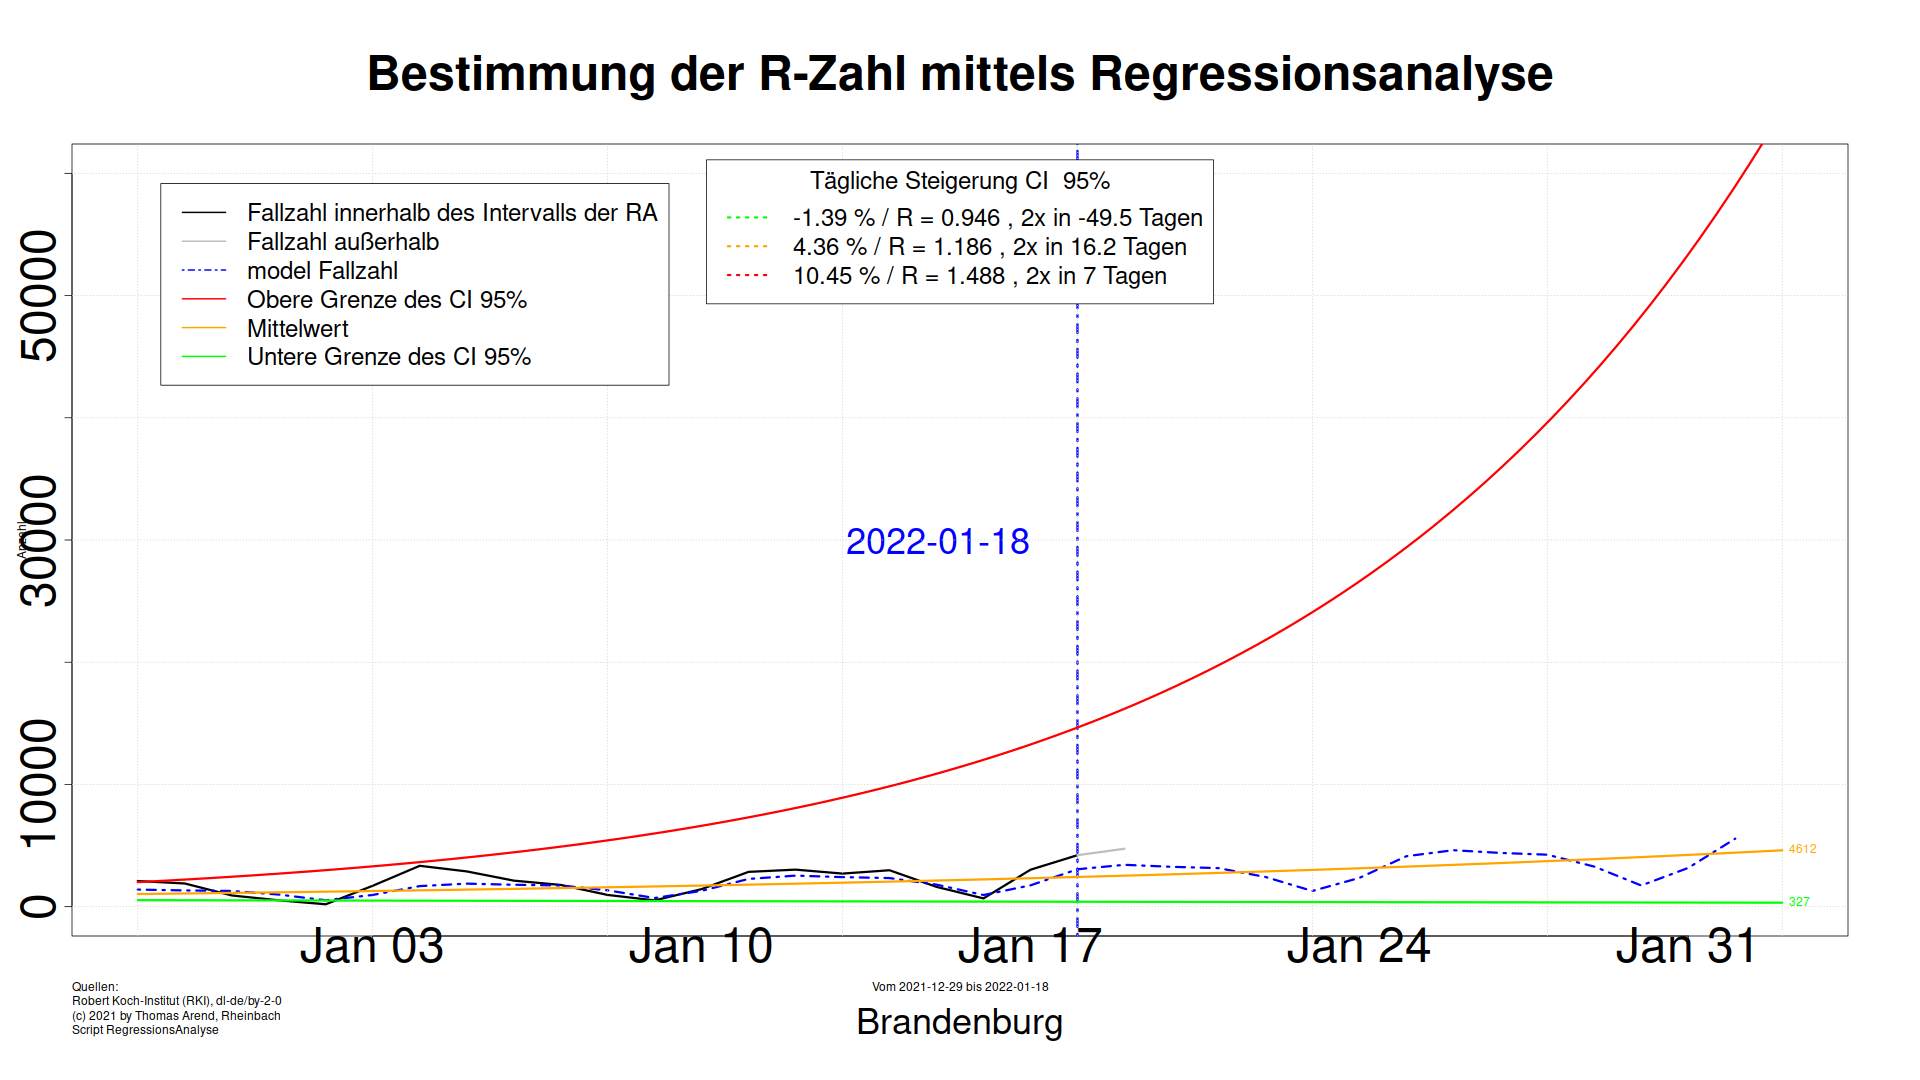 Bestimmung der R-Zahl mittels Regressionsanalyse
Fallzahl innerhalb des Intervalls der RA
Fallzahl außerhalb
model Fallzahl
Obere Grenze des CI 95%
Mittelwert
Untere Grenze des CI 95%
Tägliche Steigerung CI 95%
-1.39 % / R = 0.946 , 2x in -49.5 Tagen
4.36 % / R = 1.186 , 2x in 16.2 Tagen
10.45 % / R = 1.488 , 2x in 7 Tagen
50000
30000
10000
0
Anzahl
2022-01-18
4612
327
Jan 03
Jan 10
Jan 17
Jan 24
Jan 31
Quellen:
Robert Koch-Institut (RKI), dl-de/by-2-0
(c) 2021 by Thomas Arend, Rheinbach
Script RegressionsAnalyse
Vom 2021-12-29 bis 2022-01-18
Brandenburg